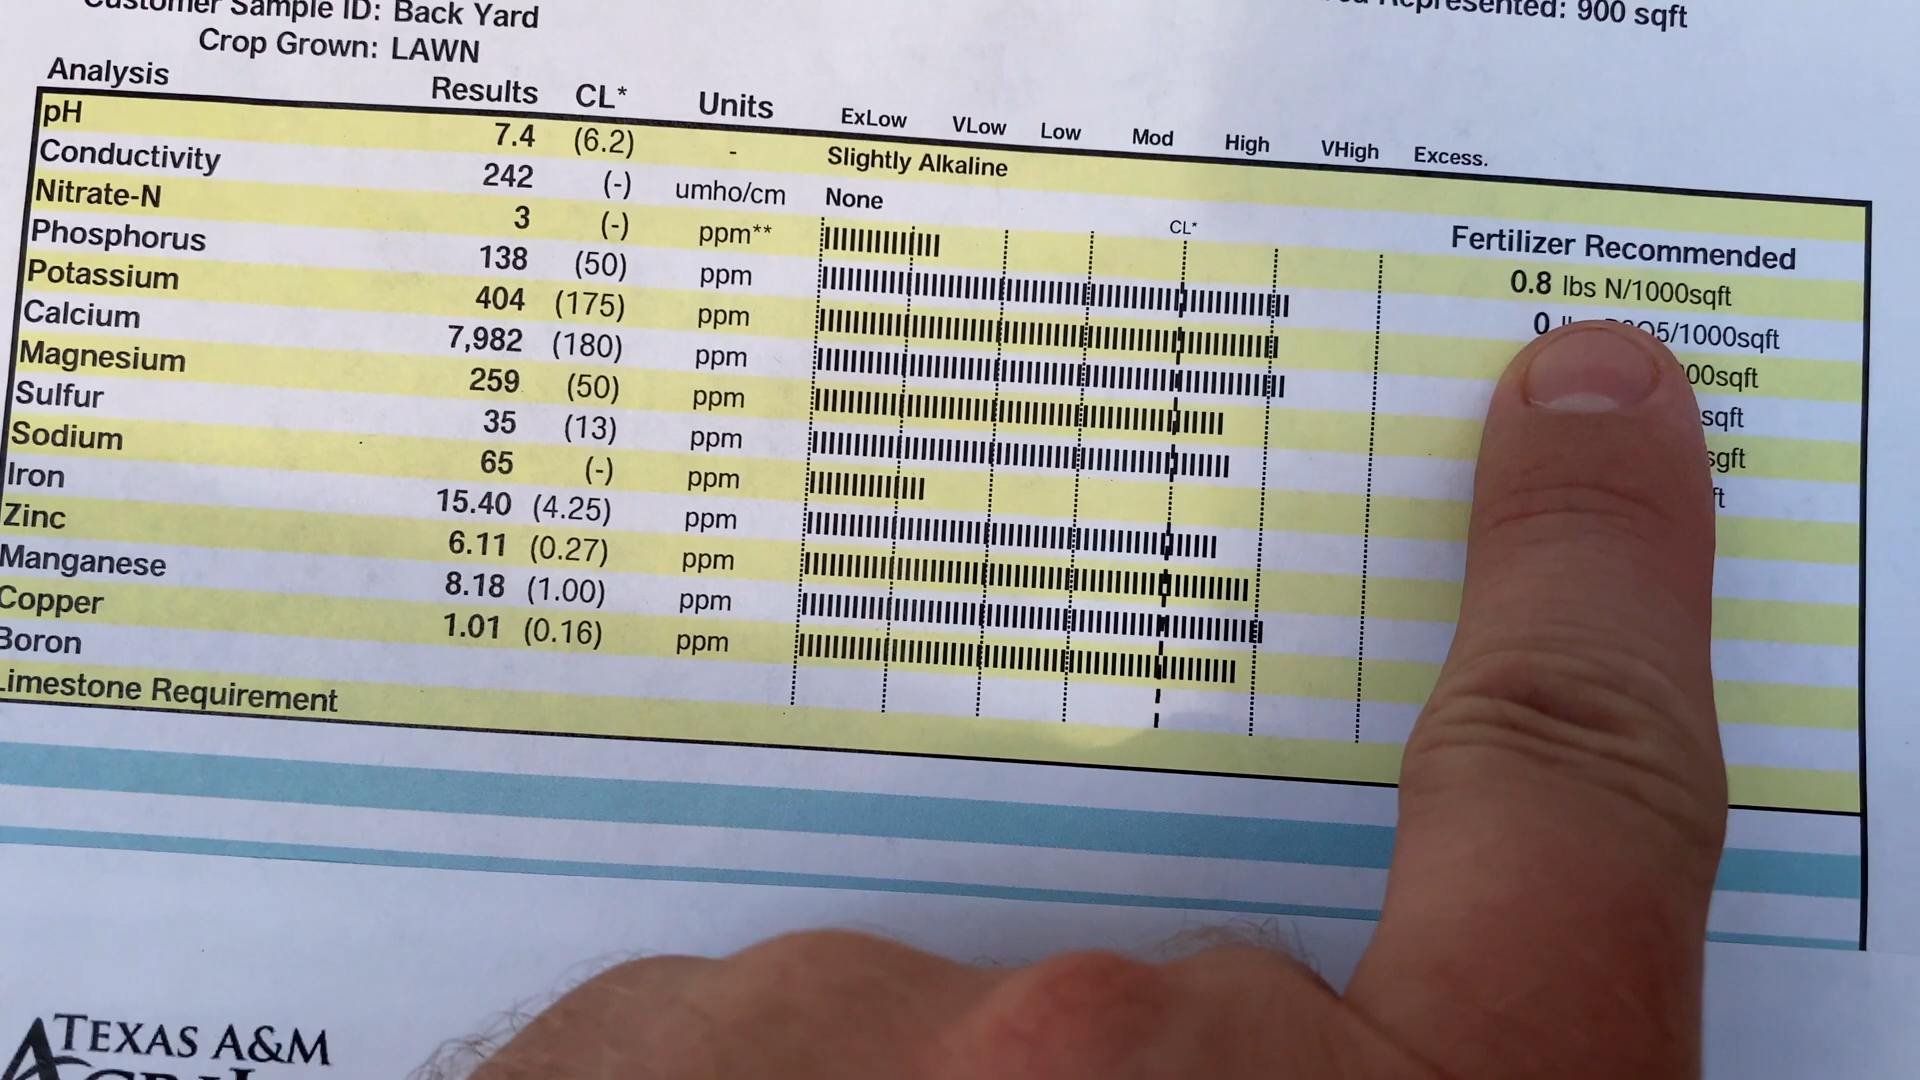 Customer Sample ID: Back Yard
Represented: 900 sqft
Crop Grown: LAWN
Analysis Results CL* Units ExLow VLow Low Mod High VHigh Excess.
pH 7.4 (6.2) - Slightly Alkaline
Conductivity 242 (-) umho/cm None CL* Fertilizer Recommended
Nitrate-N 3 (-) ppm** 0.8 lbs N/1000sqft
Phosphorus 138 (50) ppm 0 /1000sqft
Potassium 404 (175) ppm 00sqft
Calcium 7,982 (180) ppm sqft
Magnesium 259 (50) ppm sqft
Sulfur 35 (13) ppm ft
Sodium 65 (-) ppm
Iron 15.40 (4.25) ppm
Zinc 6.11 (0.27) ppm
Manganese 8.18 (1.00) ppm
Copper 1.01 (0.16) ppm
Boron
Limestone Requirement
TEXAS A&M